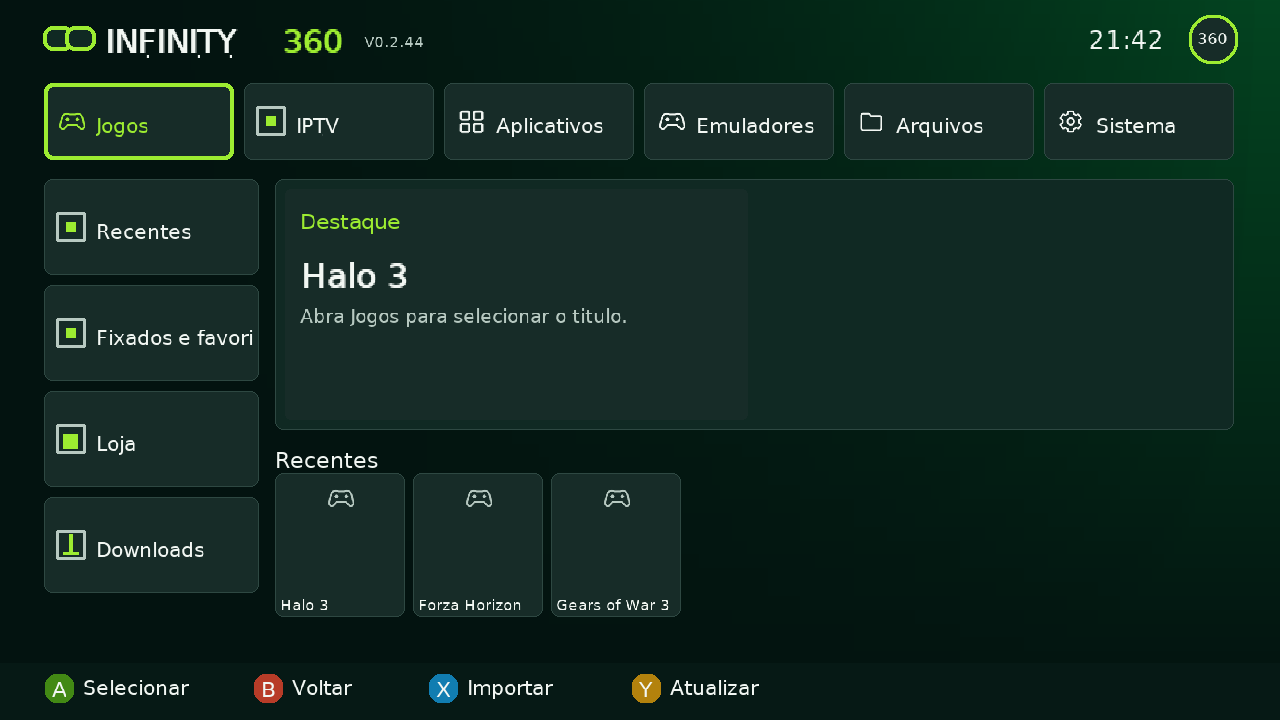 INFINITY 360 V0.2.44
21:42 360
Jogos
IPTV
Aplicativos
Emuladores
Arquivos
Sistema
Recentes
Fixados e favori
Loja
Downloads
Destaque
Halo 3
Abra Jogos para selecionar o titulo.
Recentes
Halo 3
Forza Horizon
Gears of War 3
A Selecionar
B Voltar
X Importar
Y Atualizar